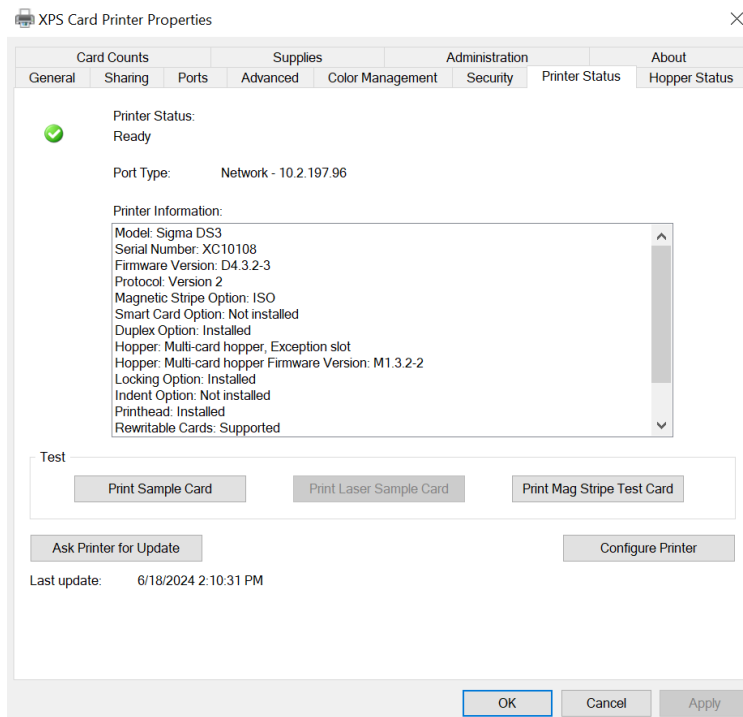 XPS Card Printer Properties
Card Counts Supplies Administration About
General Sharing Ports Advanced Color Management Security Printer Status Hopper Status
Printer Status:
Ready
Port Type: Network - 10.2.197.96
Printer Information:
Model: Sigma DS3
Serial Number: XC10108
Firmware Version: D4.3.2-3
Protocol: Version 2
Magnetic Stripe Option: ISO
Smart Card Option: Not installed
Duplex Option: Installed
Hopper: Multi-card hopper, Exception slot
Hopper: Multi-card hopper Firmware Version: M1.3.2-2
Locking Option: Installed
Indent Option: Not installed
Printhead: Installed
Rewritable Cards: Supported
Test
Print Sample Card Print Laser Sample Card Print Mag Stripe Test Card
Ask Printer for Update Configure Printer
Last update: 6/18/2024 2:10:31 PM
OK Cancel Apply